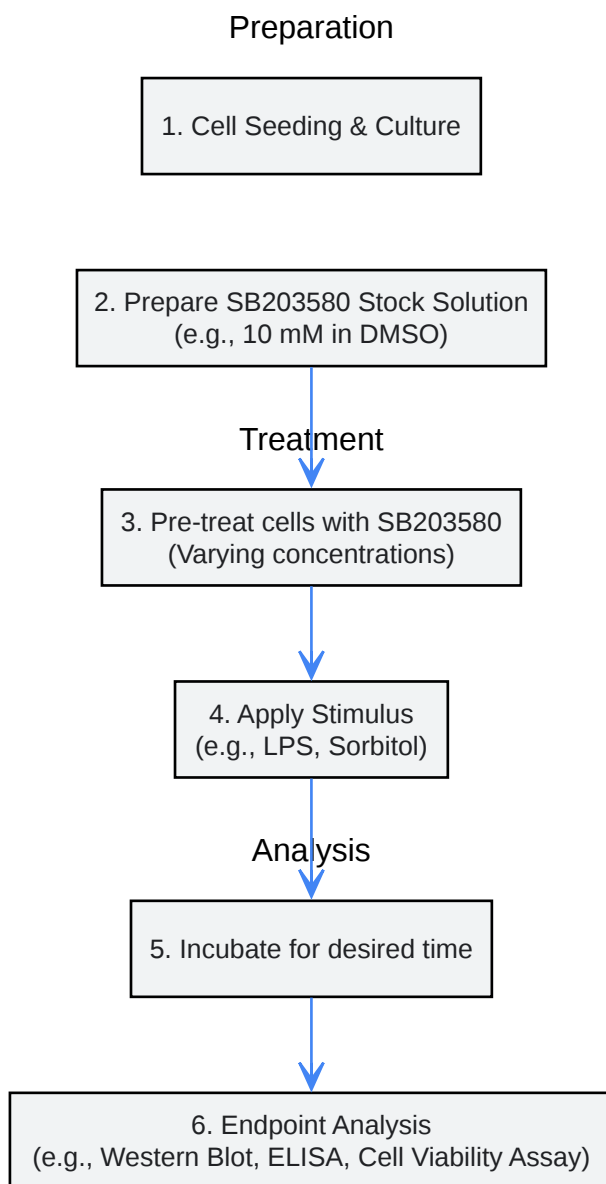 Preparation
1. Cell Seeding & Culture
2. Prepare SB203580 Stock Solution
(e.g., 10 mM in DMSO)
Treatment
3. Pre-treat cells with SB203580
(Varying concentrations)
4. Apply Stimulus
(e.g., LPS, Sorbitol)
Analysis
5. Incubate for desired time
6. Endpoint Analysis
(e.g., Western Blot, ELISA, Cell Viability Assay)